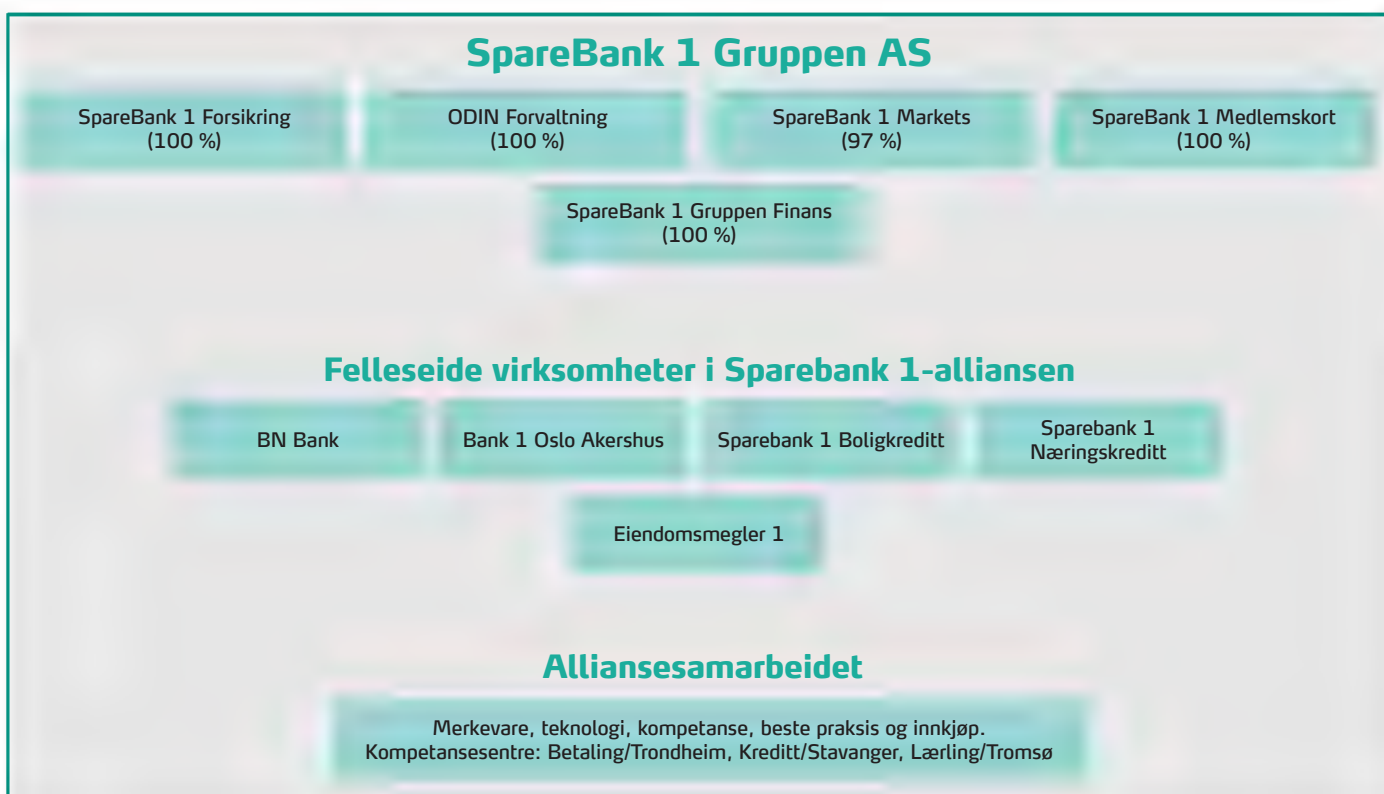 SpareBank 1 Gruppen AS
SpareBank 1 Forsikring
(100 %)
ODIN Forvaltning
(100 %)
SpareBank 1 Markets
(97 %)
SpareBank 1 Medlemskort
(100 %)
SpareBank 1 Gruppen Finans
(100 %)
Felleseide virksomheter i Sparebank 1-alliansen
BN Bank
Bank 1 Oslo Akershus
Sparebank 1 Boligkreditt
Sparebank 1
Næringskreditt
Eiendomsmegler 1
Alliansesamarbeidet
Merkevare, teknologi, kompetanse, beste praksis og innkjøp.
Kompetansesentre: Betaling/Trondheim, Kreditt/Stavanger, Lærling/Tromsø